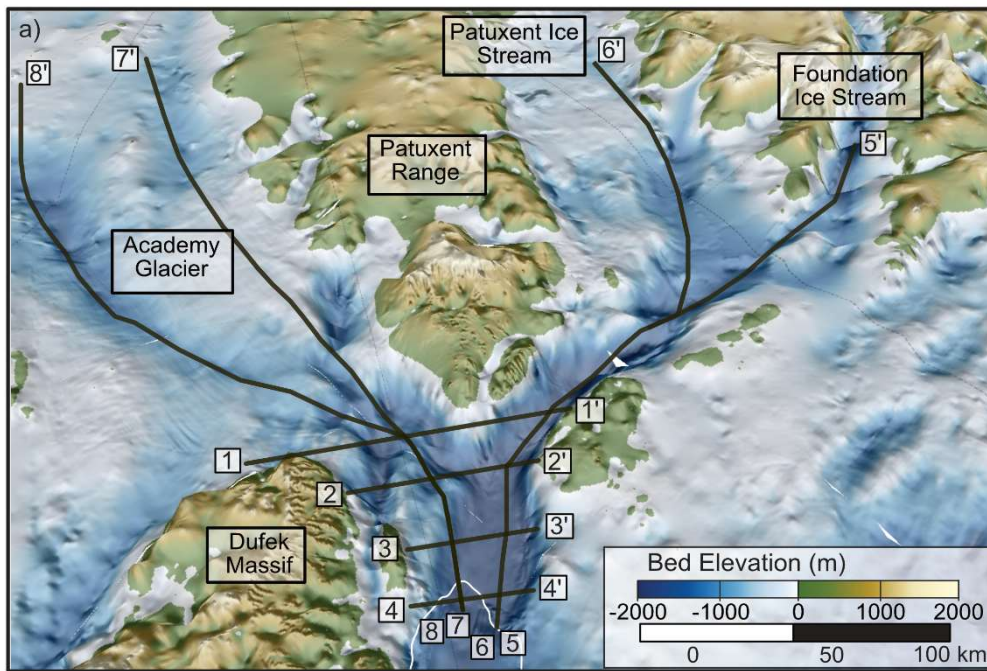 a)
8'
7'
Patuxent Ice
Stream
6'
Foundation
Ice Stream
5'
Patuxent
Range
Academy
Glacier
1
1'
2
2'
3
3'
Dufek
Massif
4
4'
8
7
6
5
Bed Elevation (m)
-2000 -1000 0 1000 2000
0 50 100 km